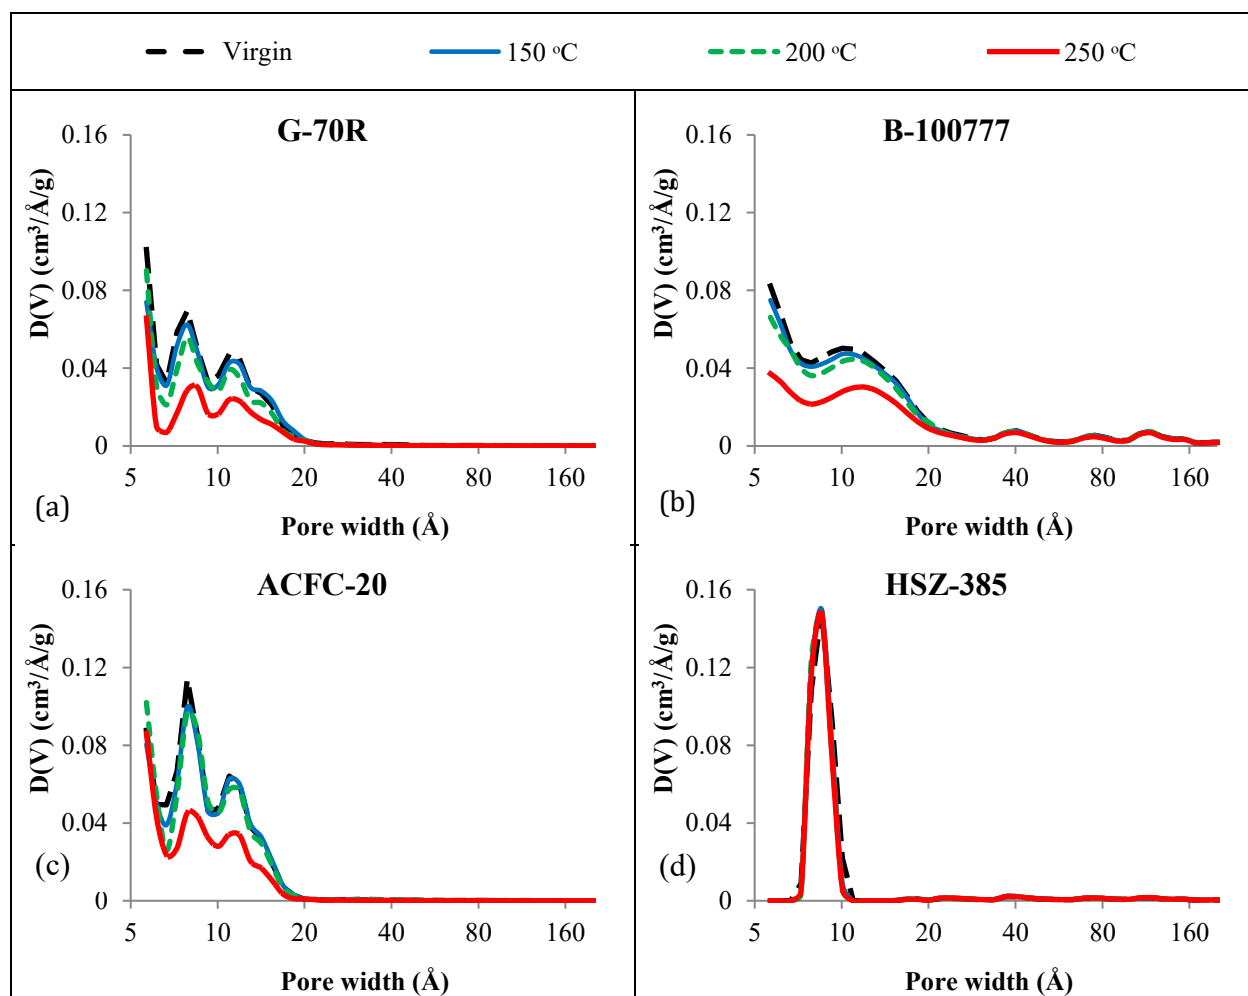 Virgin 150 °C 200 °C 250 °C
G-70R
0.16
0.12
0.08
0.04
0
D(V) (cm³/Å/g)
5 10 20 40 80 160
Pore width (Å)
(a)
B-100777
0.16
0.12
0.08
0.04
0
D(V) (cm³/Å/g)
5 10 20 40 80 160
Pore width (Å)
(b)
ACFC-20
0.16
0.12
0.08
0.04
0
D(V) (cm³/Å/g)
5 10 20 40 80 160
Pore width (Å)
(c)
HSZ-385
0.16
0.12
0.08
0.04
0
D(V) (cm³/Å/g)
5 10 20 40 80 160
Pore width (Å)
(d)